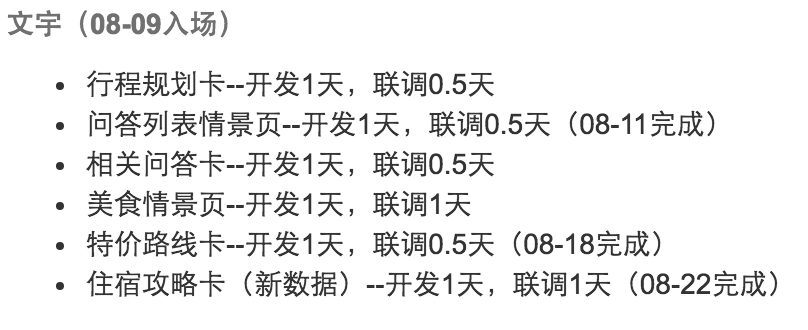 文宇（08-09入场）
行程规划卡--开发1天，联调0.5天
问答列表情景页--开发1天，联调0.5天（08-11完成）
相关问答卡--开发1天，联调0.5天
美食情景页--开发1天，联调1天
特价路线卡--开发1天，联调0.5天（08-18完成）
住宿攻略卡（新数据）--开发1天，联调1天（08-22完成）